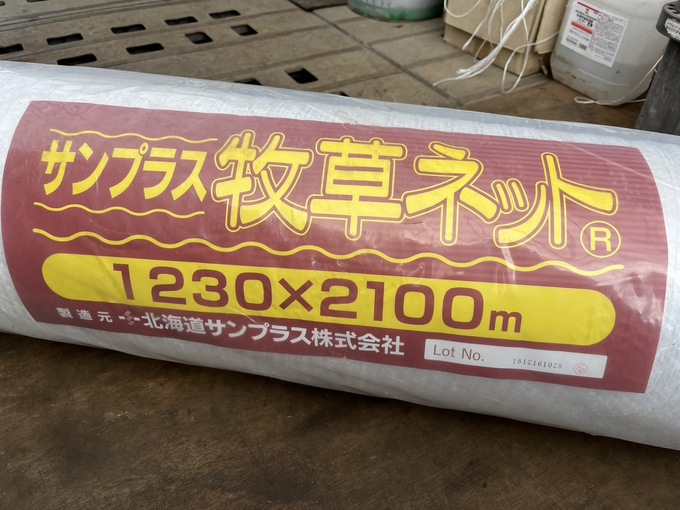 サンプラス 牧草ネット®
1230×2100m
製造元 北海道サンプラス株式会社
Lot No. 1612161028